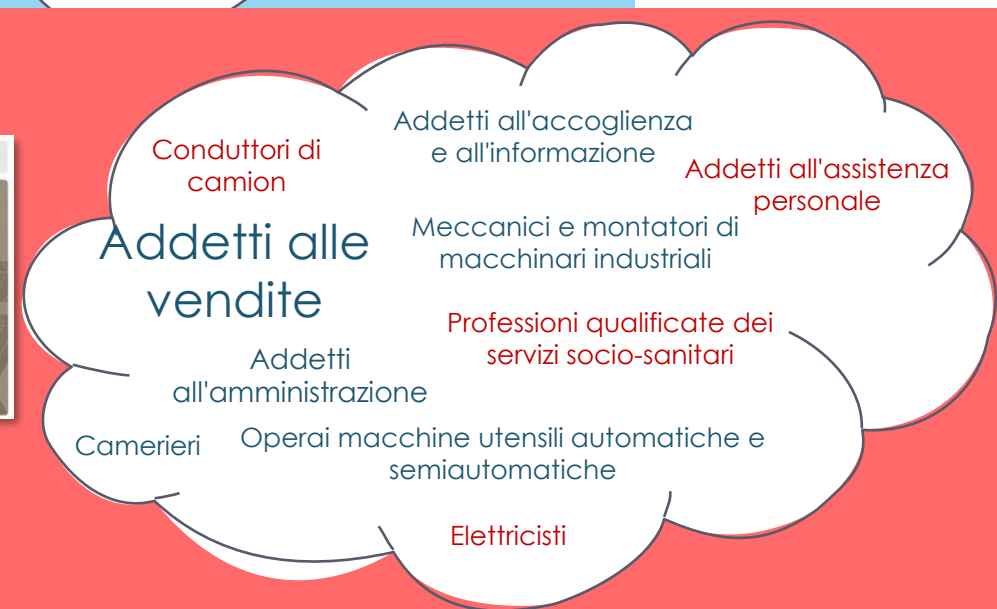 Addetti all'accoglienza
e all'informazione
Conduttori di
camion
Addetti all'assistenza
personale
Addetti alle
vendite
Meccanici e montatori di
macchinari industriali
Professioni qualificate dei
servizi socio-sanitari
Addetti
all'amministrazione
Camerieri
Operai macchine utensili automatiche e
semiautomatiche
Elettricisti